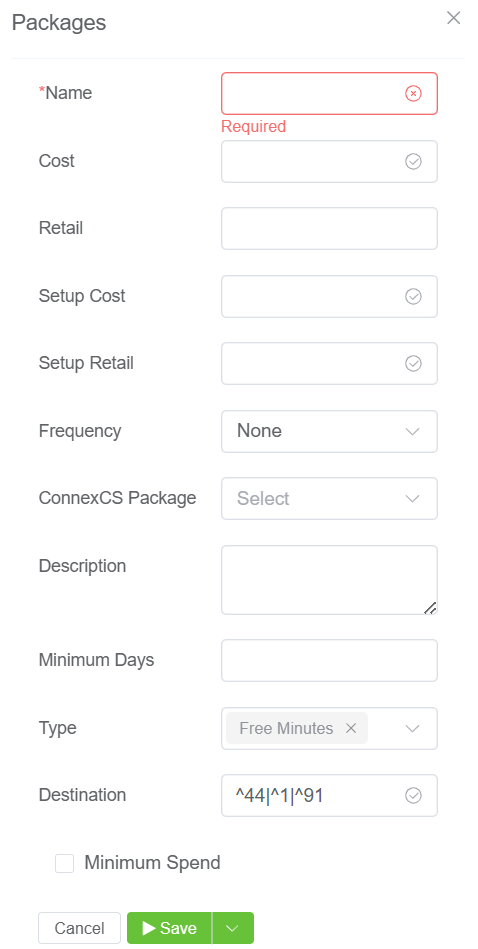 Packages
*Name
Required
Cost
Retail
Setup Cost
Setup Retail
Frequency None
ConnexCS Package Select
Description
Minimum Days
Type Free Minutes
Destination ^44|^1|^91
Minimum Spend
Cancel Save